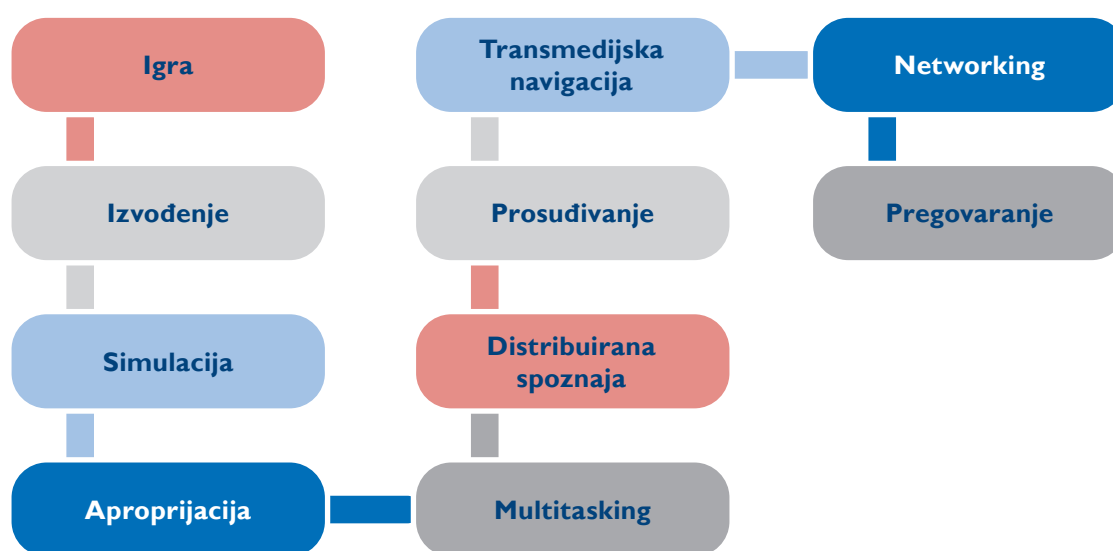 Igra
Izvođenje
Simulacija
Aproprijacija
Multitasking
Distribuirana
spoznaja
Prosuđivanje
Transmedijska
navigacija
Networking
Pregovaranje